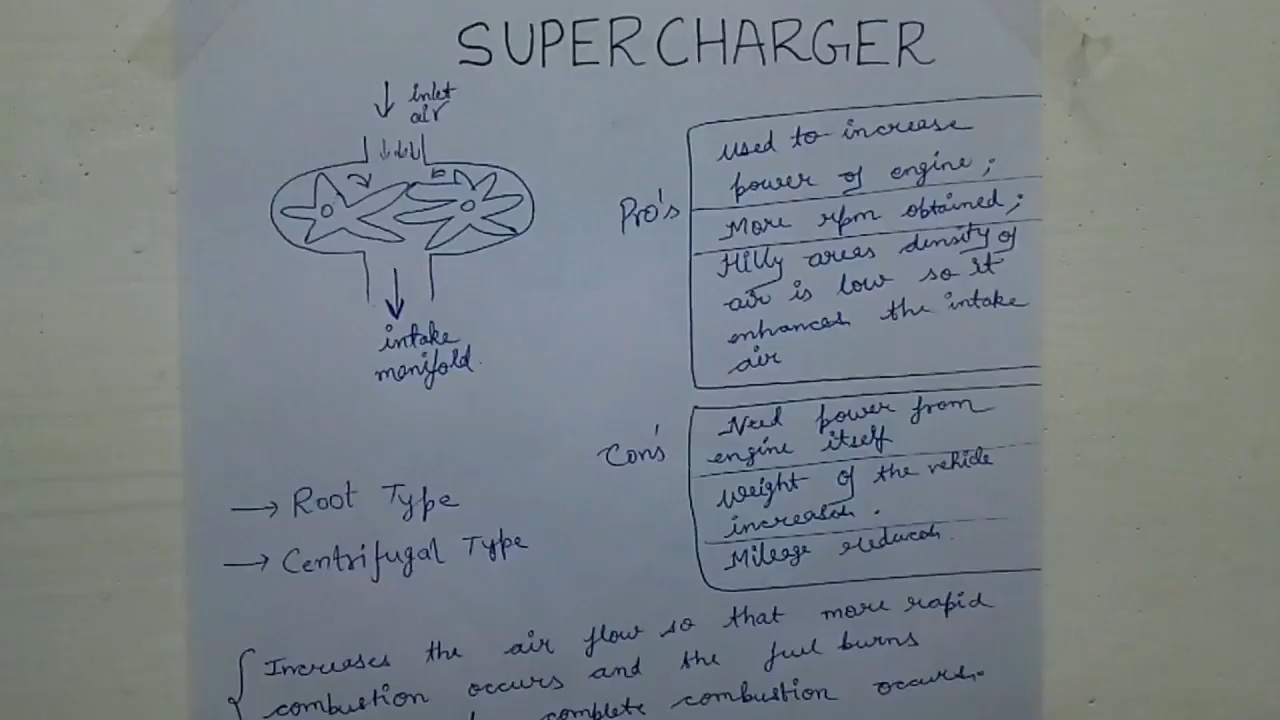 SUPERCHARGER
inlet
air
intake
manifold.
Pro's
used to increase
power of engine;
More rpm obtained;
Hilly areas density of
air is low so it
enhances the intake
air
Con's
Need power from
engine itself
Weight of the vehicle
increases.
Mileage reduces.
→ Root Type
→ Centrifugal Type
Increases the air flow so that more rapid
combustion occurs and the fuel burns
complete combustion occurs.